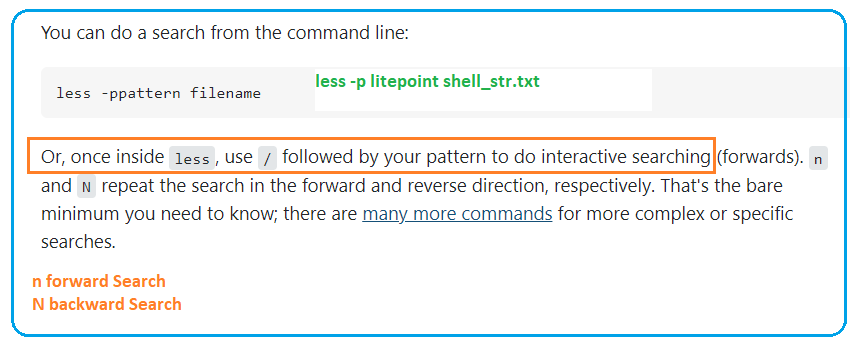 You can do a search from the command line:
less -ppattern filename
less -p litepoint shell_str.txt
Or, once inside less, use / followed by your pattern to do interactive searching (forwards). n
and N repeat the search in the forward and reverse direction, respectively. That's the bare
minimum you need to know; there are many more commands for more complex or specific
searches.
n forward Search
N backward Search